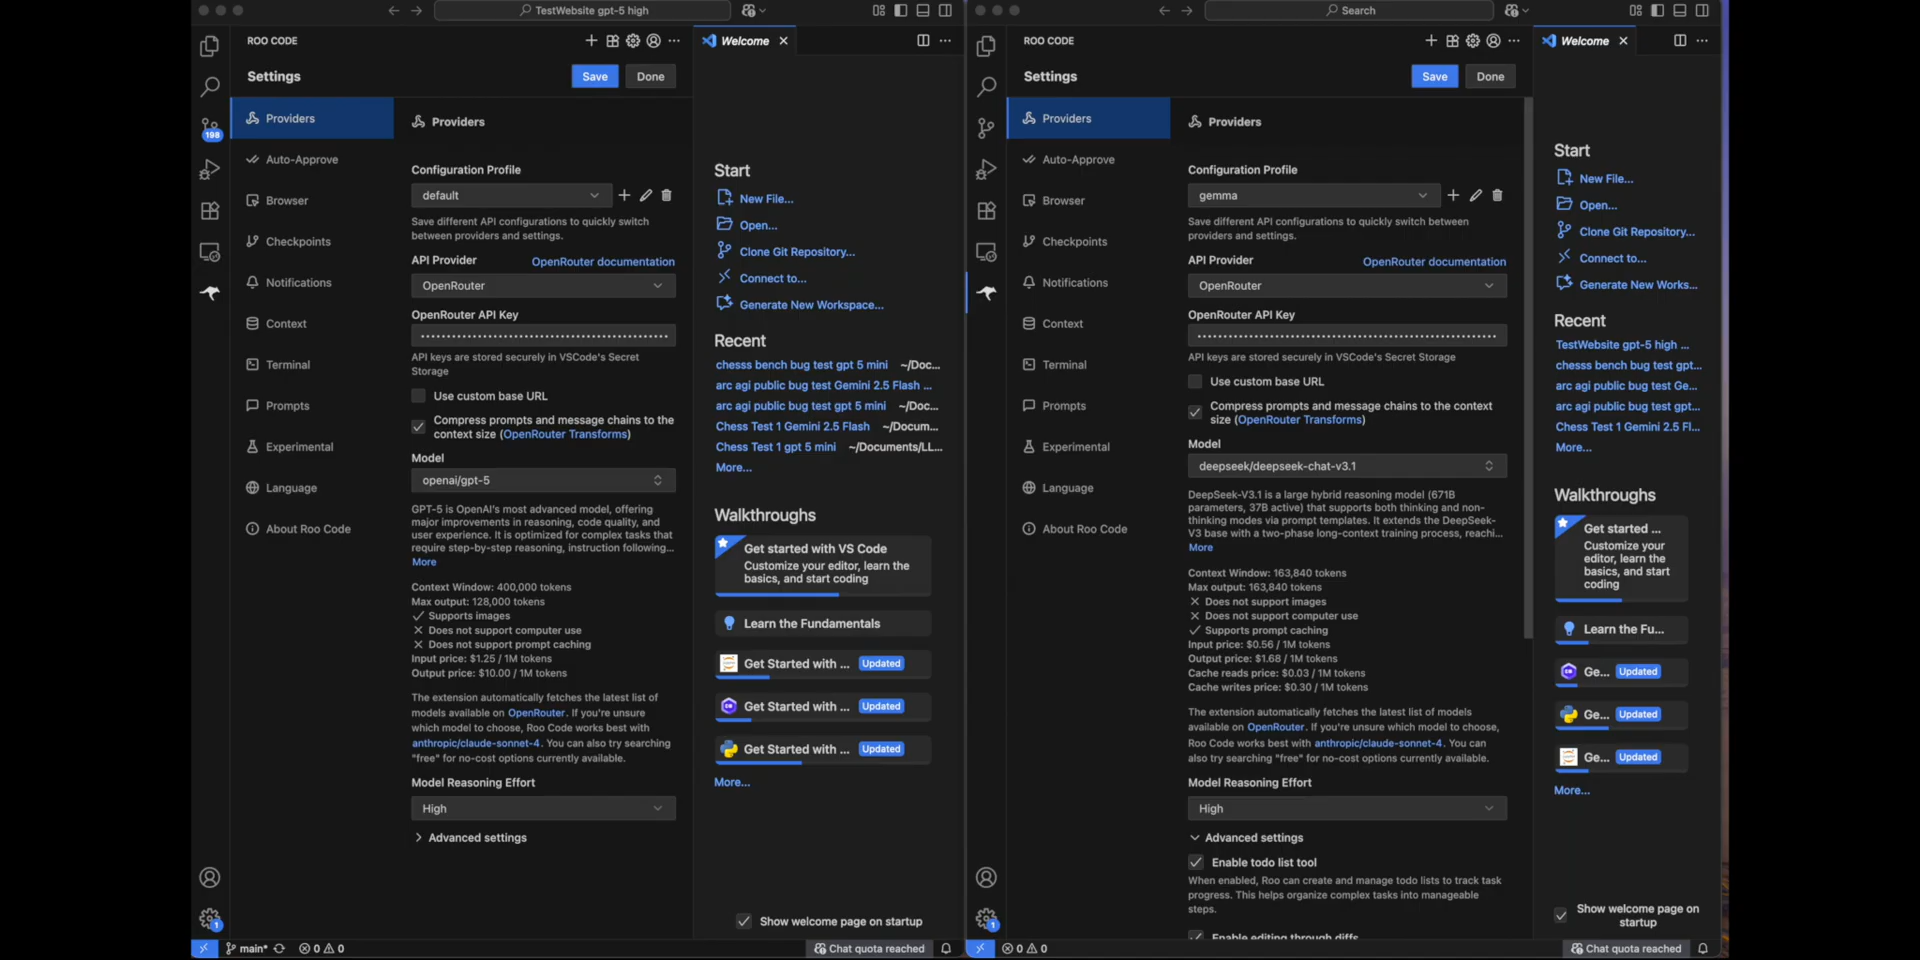 TestWebsite gpt-5 high
ROO CODE
Welcome
Settings
Save
Done
198
Providers
Auto-Approve
Browser
Checkpoints
Notifications
Context
Terminal
Prompts
Experimental
Language
About Roo Code
Providers
Configuration Profile
default
Save different API configurations to quickly switch
between providers and settings.
API Provider
OpenRouter documentation
OpenRouter
OpenRouter API Key
API keys are stored securely in VSCode's Secret
Storage
Use custom base URL
Compress prompts and message chains to the
context size (OpenRouter Transforms)
Model
openai/gpt-5
GPT-5 is OpenAI's most advanced model, offering
major improvements in reasoning, code quality, and
user experience. It is optimized for complex tasks that
require step-by-step reasoning, instruction following...
More
Context Window: 400,000 tokens
Max output: 128,000 tokens
Supports images
Does not support computer use
Does not support prompt caching
Input price: $1.25 / 1M tokens
Output price: $10.00 / 1M tokens
The extension automatically fetches the latest list of
models available on OpenRouter. If you're unsure
which model to choose, Roo Code works best with
anthropic/claude-sonnet-4. You can also try searching
"free" for no-cost options currently available.
Model Reasoning Effort
High
Advanced settings
Start
New File...
Open...
Clone Git Repository...
Connect to...
Generate New Workspace...
Recent
chesss bench bug test gpt 5 mini ~/Doc...
arc agi public bug test Gemini 2.5 Flash ...
arc agi public bug test gpt 5 mini ~/Doc...
Chess Test 1 Gemini 2.5 Flash ~/Docum...
Chess Test 1 gpt 5 mini ~/Documents/LL...
More...
Walkthroughs
Get started with VS Code
Customize your editor, learn the
basics, and start coding
Learn the Fundamentals
Get Started with ... Updated
Get Started with ... Updated
Get Started with ... Updated
More...
Show welcome page on startup
1
main* 0 0
Chat quota reached
Search
ROO CODE
Welcome
Settings
Save
Done
Providers
Auto-Approve
Browser
Checkpoints
Notifications
Context
Terminal
Prompts
Experimental
Language
About Roo Code
Providers
Configuration Profile
gemma
Save different API configurations to quickly switch between
providers and settings.
API Provider
OpenRouter documentation
OpenRouter
OpenRouter API Key
API keys are stored securely in VSCode's Secret Storage
Use custom base URL
Compress prompts and message chains to the context
size (OpenRouter Transforms)
Model
deepseek/deepseek-chat-v3.1
DeepSeek-V3.1 is a large hybrid reasoning model (671B
parameters, 37B active) that supports both thinking and non-
thinking modes via prompt templates. It extends the DeepSeek-
V3 base with a two-phase long-context training process, reachi...
More
Context Window: 163,840 tokens
Max output: 163,840 tokens
Does not support images
Does not support computer use
Supports prompt caching
Input price: $0.56 / 1M tokens
Output price: $1.68 / 1M tokens
Cache reads price: $0.03 / 1M tokens
Cache writes price: $0.30 / 1M tokens
The extension automatically fetches the latest list of models
available on OpenRouter. If you're unsure which model to choose,
Roo Code works best with anthropic/claude-sonnet-4. You can
also try searching "free" for no-cost options currently available.
Model Reasoning Effort
High
Advanced settings
Enable todo list tool
When enabled, Roo can create and manage todo lists to track task
progress. This helps organize complex tasks into manageable
steps.
Enable editing through diffs
Start
New File...
Open...
Clone Git Repository...
Connect to...
Generate New Works...
Recent
TestWebsite gpt-5 high ...
chesss bench bug test gpt...
arc agi public bug test Ge...
arc agi public bug test gpt...
Chess Test 1 Gemini 2.5 Fl...
More...
Walkthroughs
Get started ...
Customize your
editor, learn the
basics, and start
coding
Learn the Fu...
Ge... Updated
Ge... Updated
Ge... Updated
More...
Show welcome page on
startup
1
0 0
Chat quota reached